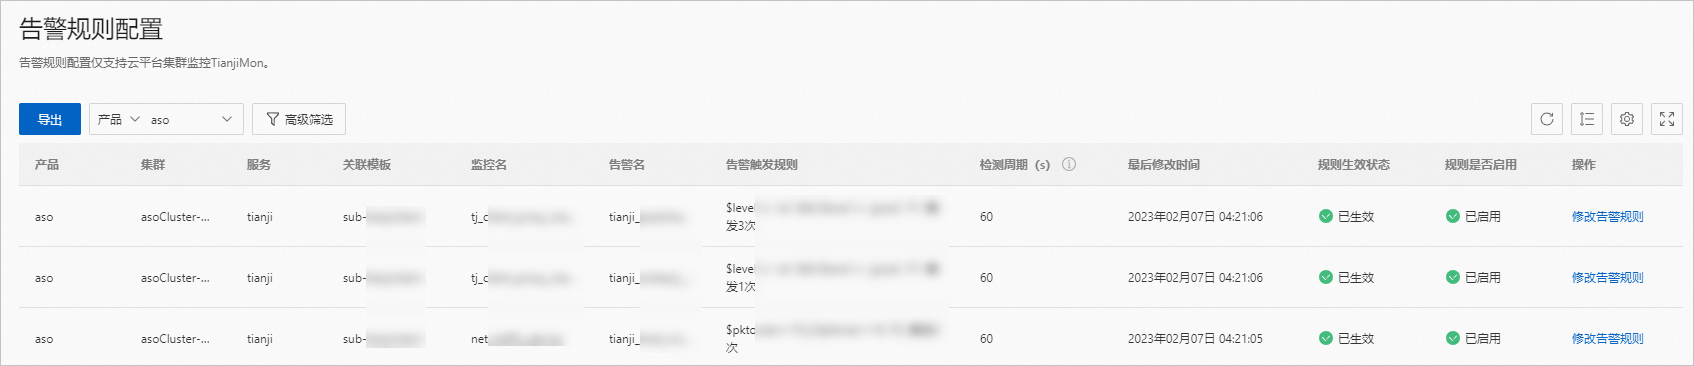 告警规则配置
告警规则配置仅支持云平台集群监控TianjiMon。
导出 产品 aso 高级筛选
产品 集群 服务 关联模板 监控名 告警名 告警触发规则 检测周期（s） 最后修改时间 规则生效状态 规则是否启用 操作
aso asoCluster-... tianji sub- tj_c tianji_ $level 60 2023年02月07日 04:21:06 已生效 已启用 修改告警规则
发3次
aso asoCluster-... tianji sub- tj_c tianji_ $level 60 2023年02月07日 04:21:06 已生效 已启用 修改告警规则
发1次
aso asoCluster-... tianji sub- net tianji_ $pktc 60 2023年02月07日 04:21:05 已生效 已启用 修改告警规则
次